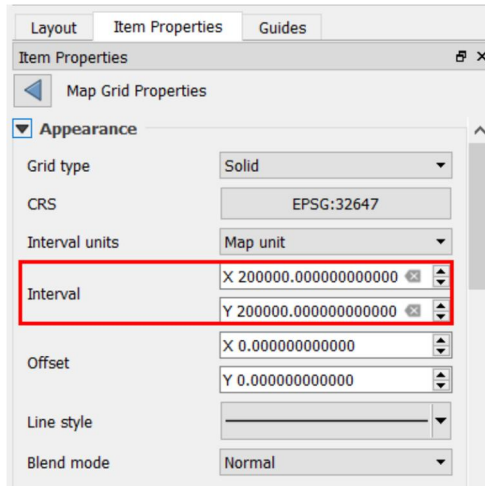 Layout Item Properties Guides
Item Properties
Map Grid Properties
Appearance
Grid type Solid
CRS EPSG:32647
Interval units Map unit
Interval X 200000.000000000000
Y 200000.000000000000
Offset X 0.000000000000
Y 0.000000000000
Line style
Blend mode Normal